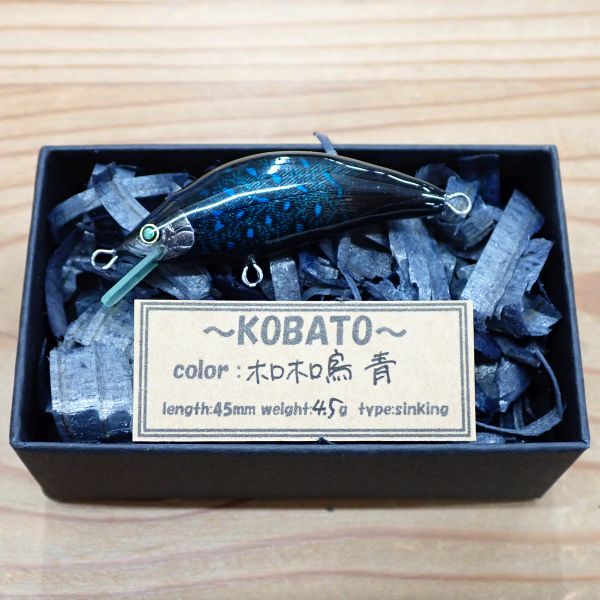 ～KOBATO～
color : ホロホロ鳥 青
length:45mm weight:4.5g type:sinking